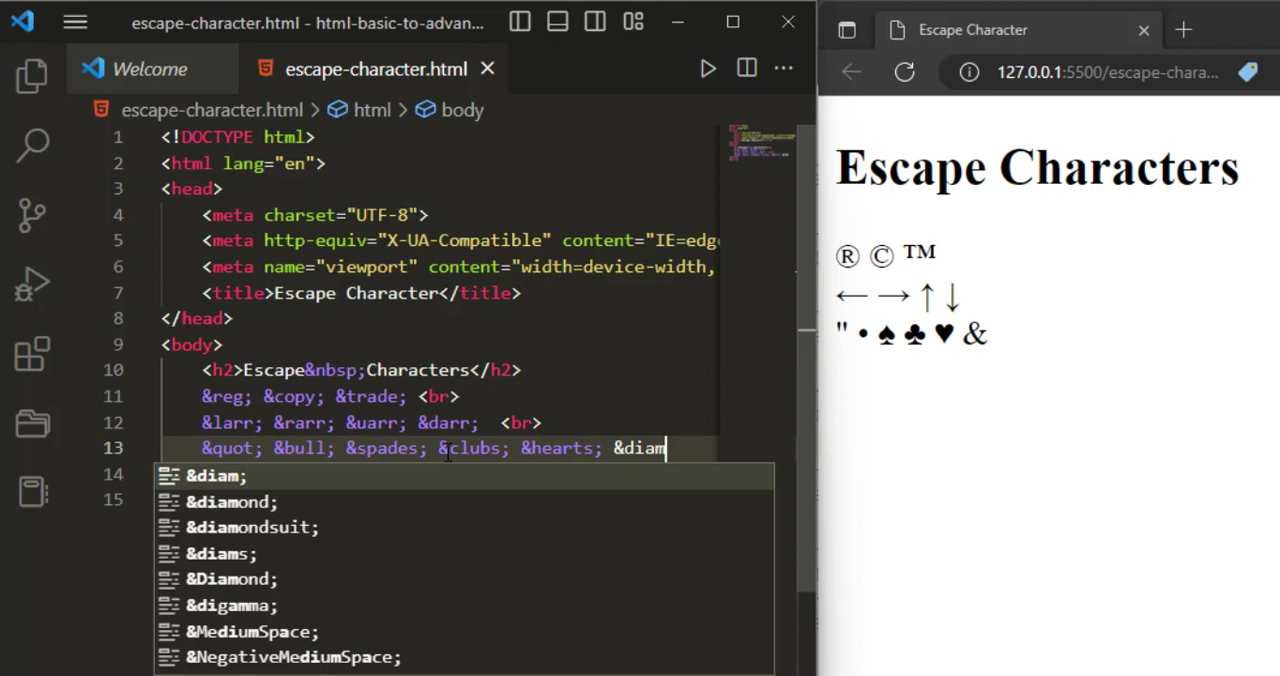 escape-character.html - html-basic-to-advan...
Welcome
escape-character.html
escape-character.html > html > body
1 <!DOCTYPE html>
2 <html lang="en">
3 <head>
4 <meta charset="UTF-8">
5 <meta http-equiv="X-UA-Compatible" content="IE=edg
6 <meta name="viewport" content="width=device-width,
7 <title>Escape Character</title>
8 </head>
9 <body>
10 <h2>Escape&nbsp;Characters</h2>
11 &reg; &copy; &trade; <br>
12 &larr; &rarr; &uarr; &darr;  <br>
13 &quot; &bull; &spades; &clubs; &hearts; &diam
14
15
&diam;
&diamond;
&diamondsuit;
&diams;
&Diamond;
&digamma;
&MediumSpace;
&NegativeMediumSpace;
Escape Character
127.0.0.1:5500/escape-chara...
Escape Characters
® © ™
← → ↑ ↓
" • ♠ ♣ ♥ &